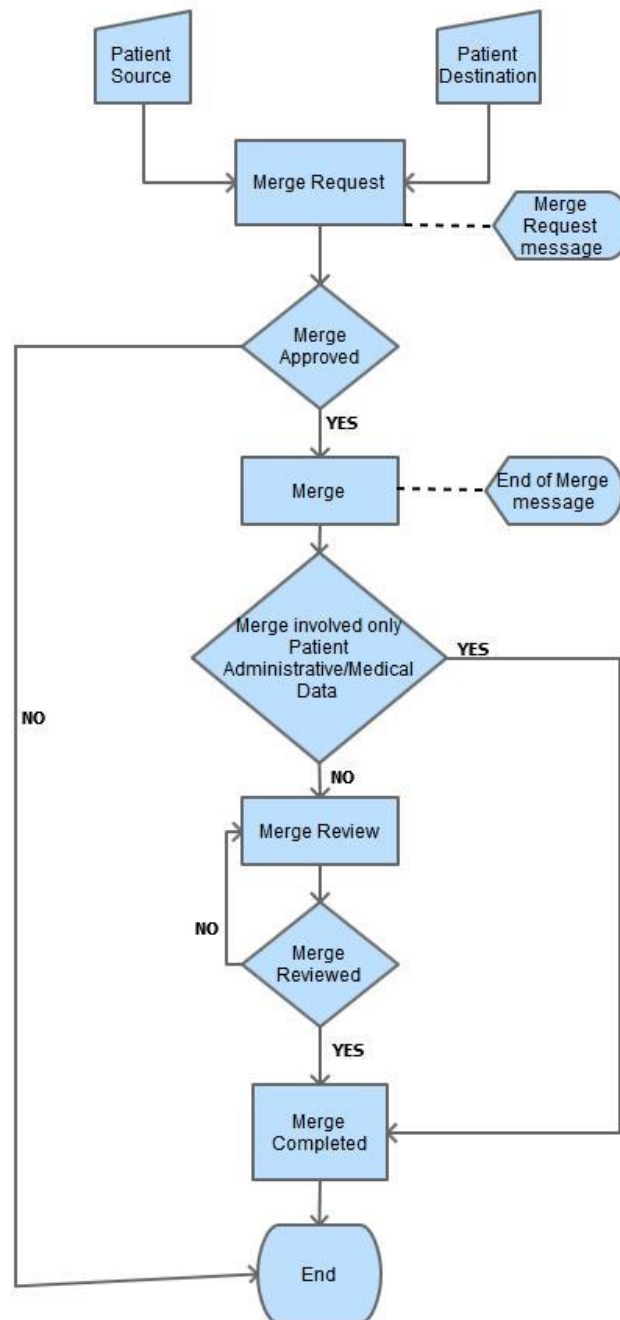 Patient
Source
Patient
Destination
Merge Request
Merge
Request
message
Merge
Approved
YES
Merge
End of Merge
message
Merge involved only
Patient
Administrative/Medical
Data
YES
NO
NO
Merge Review
NO
Merge
Reviewed
YES
Merge
Completed
End